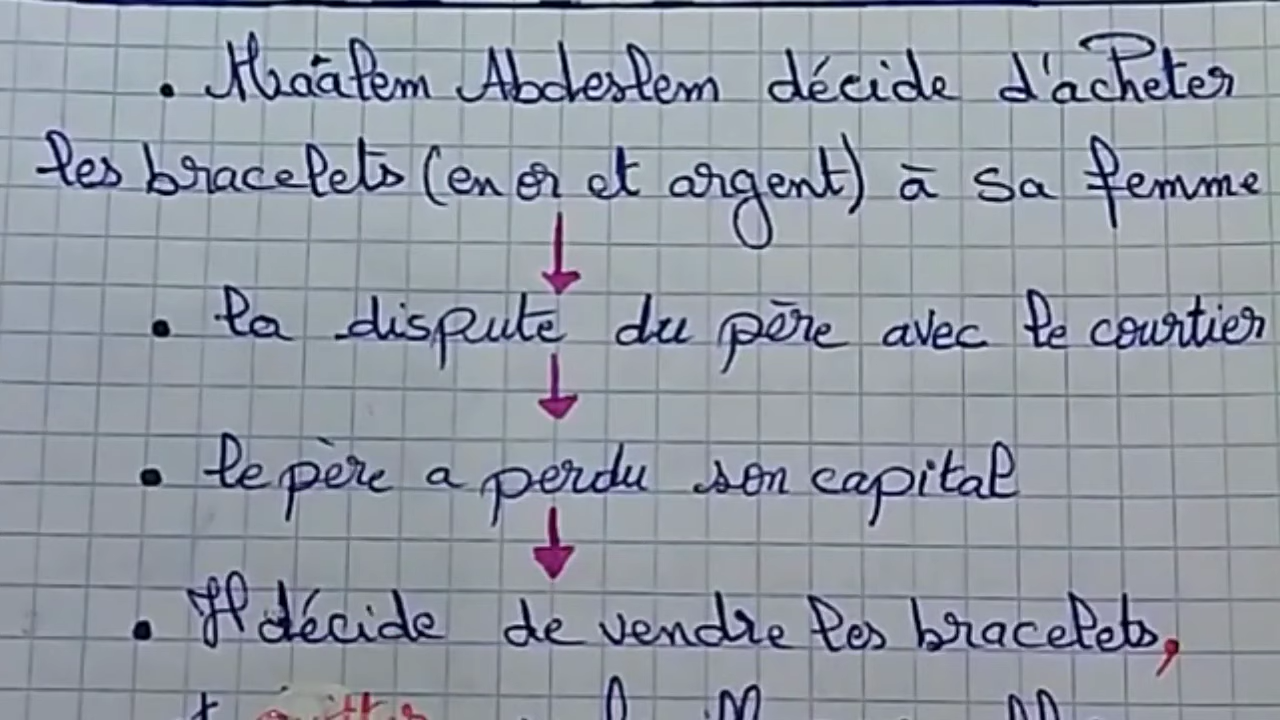 • Maâlem Abdeslem décide d'acheter
les bracelets (en or et argent) à sa femme
• la dispute du père avec le courtier
• le père a perdu son capital
• Il décide de vendre les bracelets,